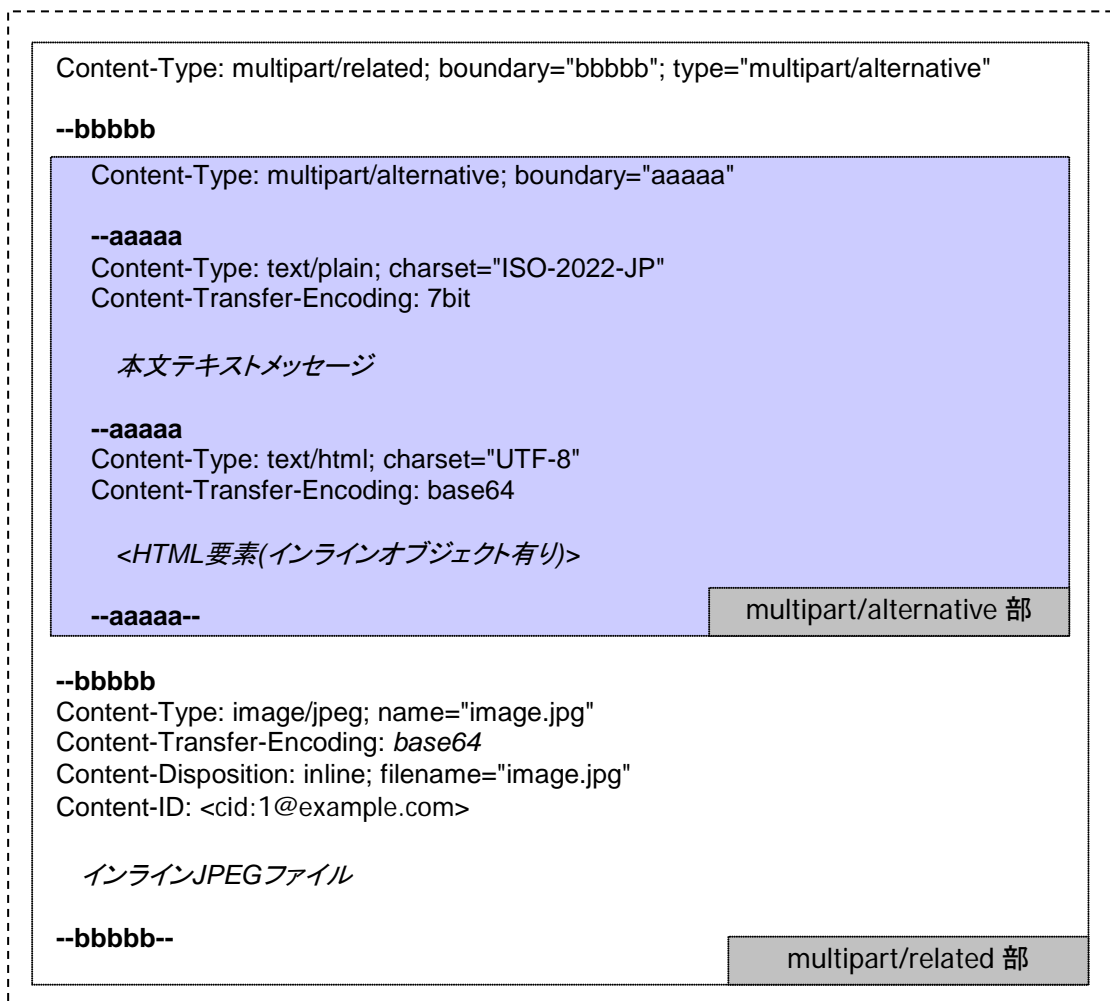 Content-Type: multipart/related; boundary="bbbbb"; type="multipart/alternative"
--bbbbb
Content-Type: multipart/alternative; boundary="aaaaa"
--aaaaa
Content-Type: text/plain; charset="ISO-2022-JP"
Content-Transfer-Encoding: 7bit
本文テキストメッセージ
--aaaaa
Content-Type: text/html; charset="UTF-8"
Content-Transfer-Encoding: base64
<HTML要素(インラインオブジェクト有り)>
--aaaaa--
multipart/alternative 部
--bbbbb
Content-Type: image/jpeg; name="image.jpg"
Content-Transfer-Encoding: base64
Content-Disposition: inline; filename="image.jpg"
Content-ID: <cid:1@example.com>
インラインJPEGファイル
--bbbbb--
multipart/related 部